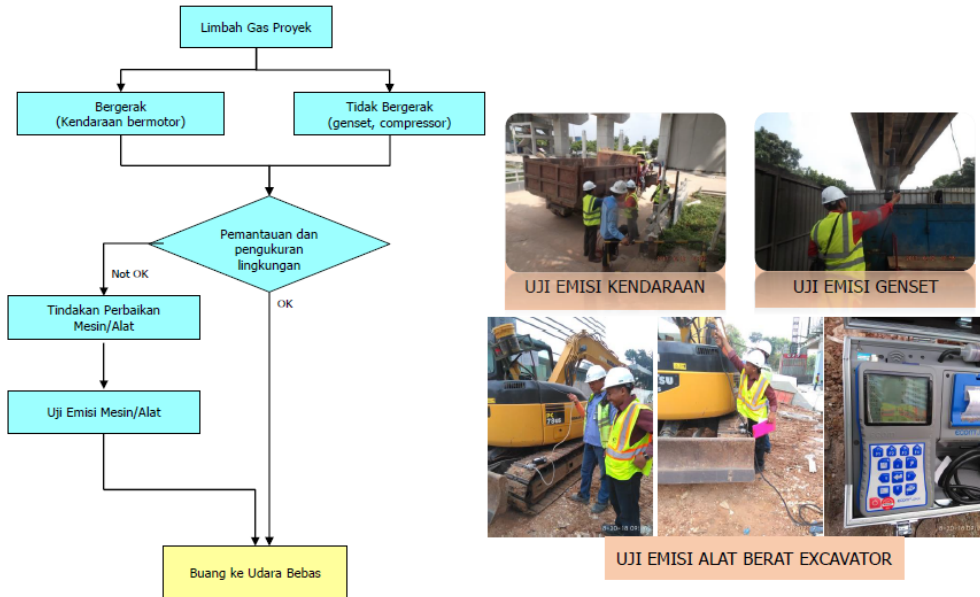 Limbah Gas Proyek
Bergerak
(Kendaraan bermotor)
Tidak Bergerak
(genset, compressor)
Pemantauan dan
pengukuran
lingkungan
Not OK
OK
Tindakan Perbaikan
Mesin/Alat
Uji Emisi Mesin/Alat
Buang ke Udara Bebas
UJI EMISI KENDARAAN
UJI EMISI GENSET
UJI EMISI ALAT BERAT EXCAVATOR